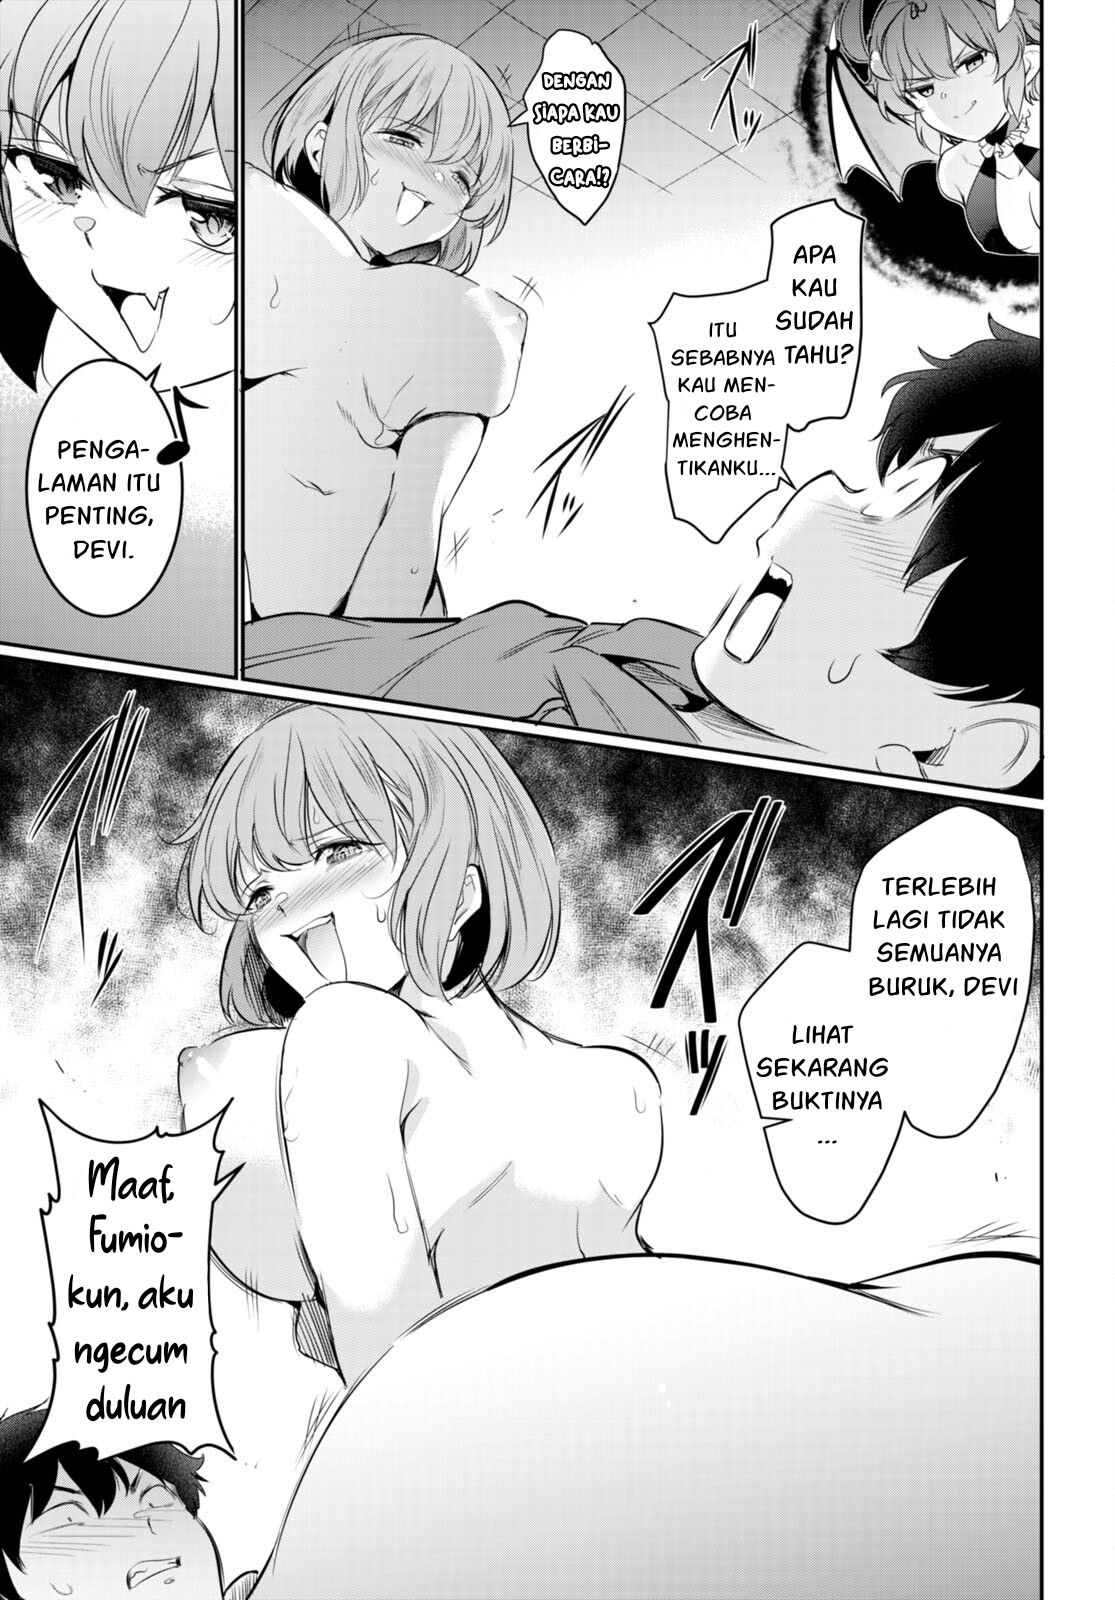 APA
KAU
SUDAH
TAHU?
ITU
SEBABNYA
KAU MEN-
COBA
MENGHEN-
TIKANKU...
DENGAN
SIAPA KAU
BERBI-
CARA!?
PENGA-
LAMAN ITU
PENTING,
DEVI.
TERLEBIH
LAGI TIDAK
SEMUANYA
BURUK, DEVI
LIHAT
SEKARANG
BUKTINYA
...
Maaf,
Fumio-
kun, aku
ngecum
duluan